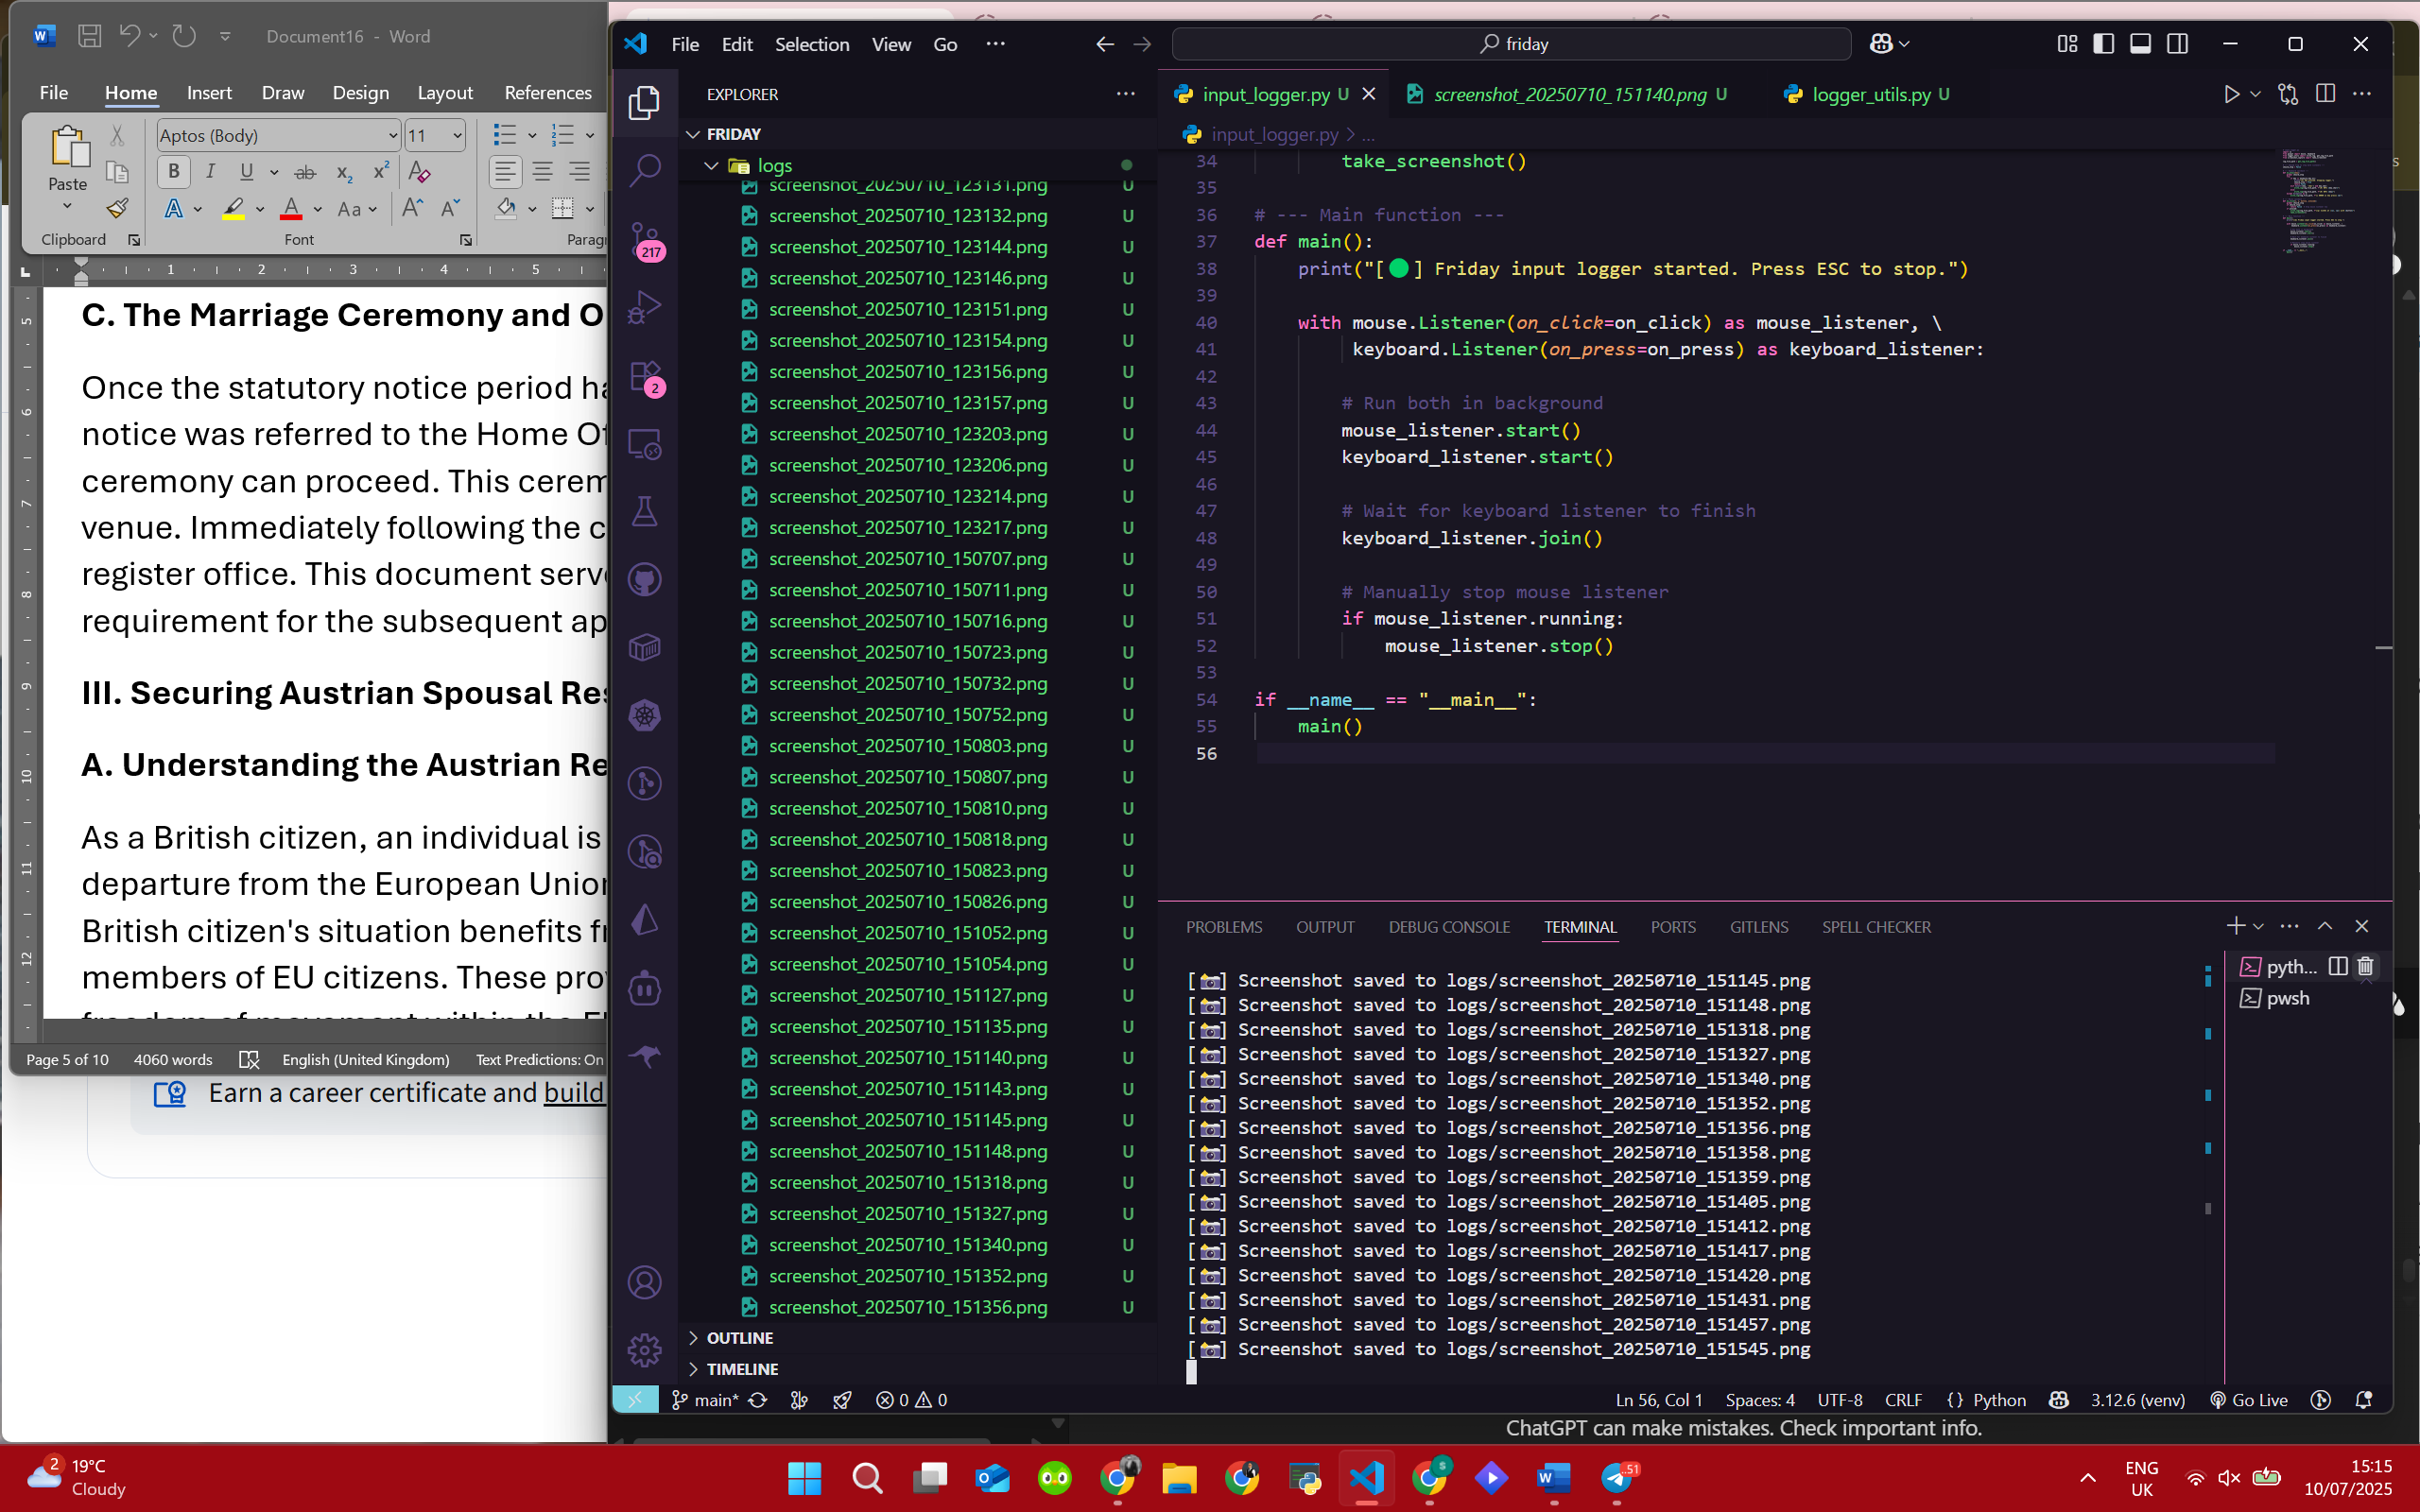 Document16 - Word
File Home Insert Draw Design Layout References
Aptos (Body) 11
Paste
Clipboard Font
C. The Marriage Ceremony and O
Once the statutory notice period ha
notice was referred to the Home Of
ceremony can proceed. This cerem
venue. Immediately following the c
register office. This document serv
requirement for the subsequent ap
III. Securing Austrian Spousal Res
A. Understanding the Austrian Re
As a British citizen, an individual is
departure from the European Union
British citizen's situation benefits fr
members of EU citizens. These prov
Page 5 of 10 4060 words English (United Kingdom) Text Predictions: On
Earn a career certificate and build
File Edit Selection View Go ···
friday
EXPLORER
FRIDAY
logs
screenshot_20250710_123131.png U
screenshot_20250710_123132.png U
screenshot_20250710_123144.png U
screenshot_20250710_123146.png U
screenshot_20250710_123151.png U
screenshot_20250710_123154.png U
screenshot_20250710_123156.png U
screenshot_20250710_123157.png U
screenshot_20250710_123203.png U
screenshot_20250710_123206.png U
screenshot_20250710_123214.png U
screenshot_20250710_123217.png U
screenshot_20250710_150707.png U
screenshot_20250710_150711.png U
screenshot_20250710_150716.png U
screenshot_20250710_150723.png U
screenshot_20250710_150732.png U
screenshot_20250710_150752.png U
screenshot_20250710_150803.png U
screenshot_20250710_150807.png U
screenshot_20250710_150810.png U
screenshot_20250710_150818.png U
screenshot_20250710_150823.png U
screenshot_20250710_150826.png U
screenshot_20250710_151052.png U
screenshot_20250710_151054.png U
screenshot_20250710_151127.png U
screenshot_20250710_151135.png U
screenshot_20250710_151140.png U
screenshot_20250710_151143.png U
screenshot_20250710_151145.png U
screenshot_20250710_151148.png U
screenshot_20250710_151318.png U
screenshot_20250710_151327.png U
screenshot_20250710_151340.png U
screenshot_20250710_151352.png U
screenshot_20250710_151356.png U
OUTLINE
TIMELINE
217
2
input_logger.py U screenshot_20250710_151140.png U logger_utils.py U
input_logger.py > ...
34 take_screenshot()
35
36 # --- Main function ---
37 def main():
38 print("[🟢] Friday input logger started. Press ESC to stop.")
39
40 with mouse.Listener(on_click=on_click) as mouse_listener, \
41 keyboard.Listener(on_press=on_press) as keyboard_listener:
42
43 # Run both in background
44 mouse_listener.start()
45 keyboard_listener.start()
46
47 # Wait for keyboard listener to finish
48 keyboard_listener.join()
49
50 # Manually stop mouse listener
51 if mouse_listener.running:
52 mouse_listener.stop()
53
54 if __name__ == "__main__":
55 main()
56
PROBLEMS OUTPUT DEBUG CONSOLE TERMINAL PORTS GITLENS SPELL CHECKER
[📸] Screenshot saved to logs/screenshot_20250710_151145.png
[📸] Screenshot saved to logs/screenshot_20250710_151148.png
[📸] Screenshot saved to logs/screenshot_20250710_151318.png
[📸] Screenshot saved to logs/screenshot_20250710_151327.png
[📸] Screenshot saved to logs/screenshot_20250710_151340.png
[📸] Screenshot saved to logs/screenshot_20250710_151352.png
[📸] Screenshot saved to logs/screenshot_20250710_151356.png
[📸] Screenshot saved to logs/screenshot_20250710_151358.png
[📸] Screenshot saved to logs/screenshot_20250710_151359.png
[📸] Screenshot saved to logs/screenshot_20250710_151405.png
[📸] Screenshot saved to logs/screenshot_20250710_151412.png
[📸] Screenshot saved to logs/screenshot_20250710_151417.png
[📸] Screenshot saved to logs/screenshot_20250710_151420.png
[📸] Screenshot saved to logs/screenshot_20250710_151431.png
[📸] Screenshot saved to logs/screenshot_20250710_151457.png
[📸] Screenshot saved to logs/screenshot_20250710_151545.png
pyth...
pwsh
main* 0 0 Ln 56, Col 1 Spaces: 4 UTF-8 CRLF {} Python 3.12.6 (venv) Go Live
ChatGPT can make mistakes. Check important info.
2 19°C
Cloudy
ENG
UK
15:15
10/07/2025